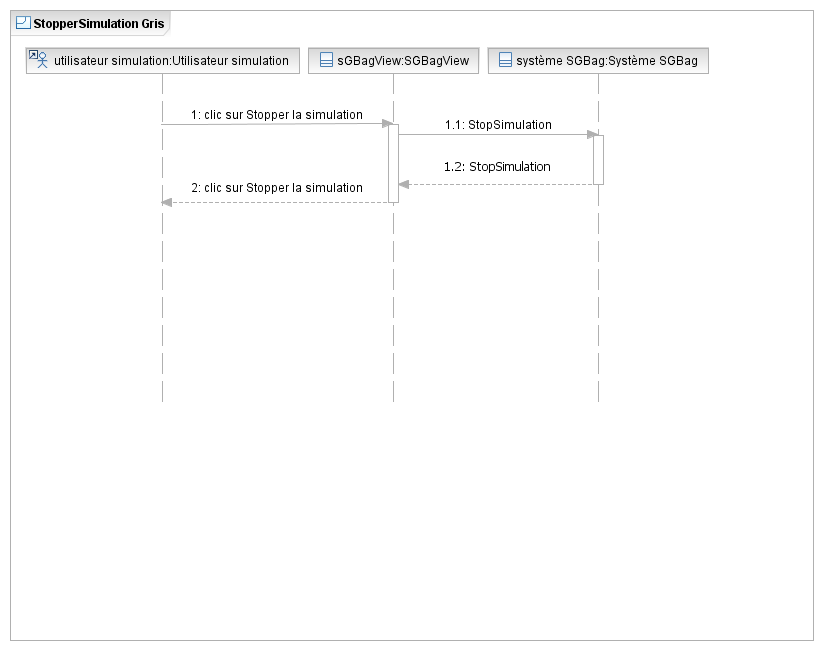 StopperSimulation Gris
utilisateur simulation:Utilisateur simulation
sGBagView:SGBagView
système SGBag:Système SGBag
1: clic sur Stopper la simulation
1.1: StopSimulation
1.2: StopSimulation
2: clic sur Stopper la simulation